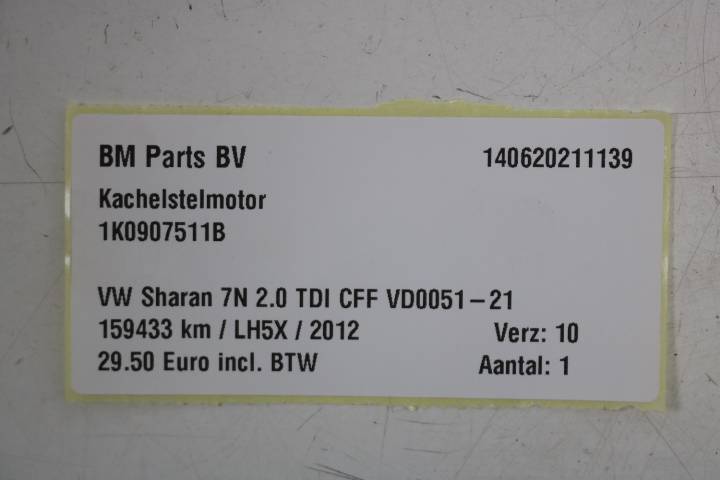 BM Parts BV 140620211139
Kachelstelmotor
1K0907511B
VW Sharan 7N 2.0 TDI CFF VD0051-21
159433 km / LH5X / 2012 Verz: 10
29.50 Euro incl. BTW Aantal: 1